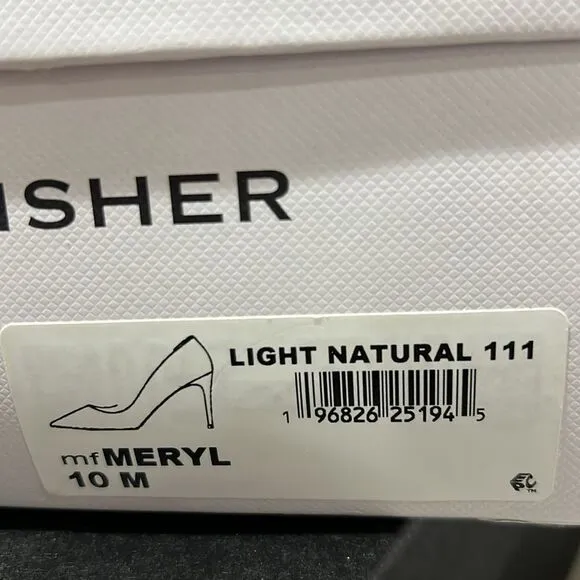 ISHER
LIGHT NATURAL 111
1 96826 25194 5
mfMERYL
10 M